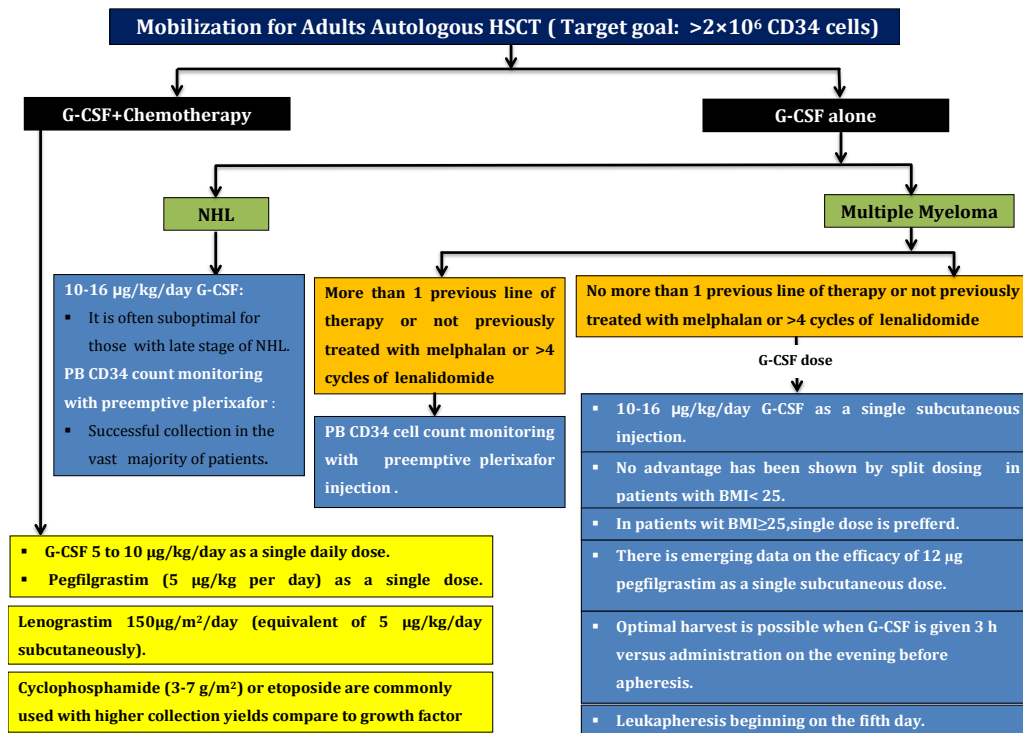 Mobilization for Adults Autologous HSCT ( Target goal: >2×10⁶ CD34 cells)
G-CSF+Chemotherapy
G-CSF alone
NHL
Multiple Myeloma
10-16 µg/kg/day G-CSF:
▪ It is often suboptimal for
those with late stage of NHL.
PB CD34 count monitoring
with preemptive plerixafor :
▪ Successful collection in the
vast majority of patients.
More than 1 previous line of
therapy or not previously
treated with melphalan or >4
cycles of lenalidomide
PB CD34 cell count monitoring
with preemptive plerixafor
injection .
No more than 1 previous line of therapy or not previously
treated with melphalan or >4 cycles of lenalidomide
G-CSF dose
▪ 10-16 µg/kg/day G-CSF as a single subcutaneous
injection.
▪ No advantage has been shown by split dosing in
patients with BMI< 25.
▪ In patients wit BMI≥25,single dose is prefferd.
▪ There is emerging data on the efficacy of 12 µg
pegfilgrastim as a single subcutaneous dose.
▪ Optimal harvest is possible when G-CSF is given 3 h
versus administration on the evening before
apheresis.
▪ Leukapheresis beginning on the fifth day.
▪ G-CSF 5 to 10 µg/kg/day as a single daily dose.
▪ Pegfilgrastim (5 µg/kg per day) as a single dose.
Lenograstim 150µg/m²/day (equivalent of 5 µg/kg/day
subcutaneously).
Cyclophosphamide (3-7 g/m²) or etoposide are commonly
used with higher collection yields compare to growth factor